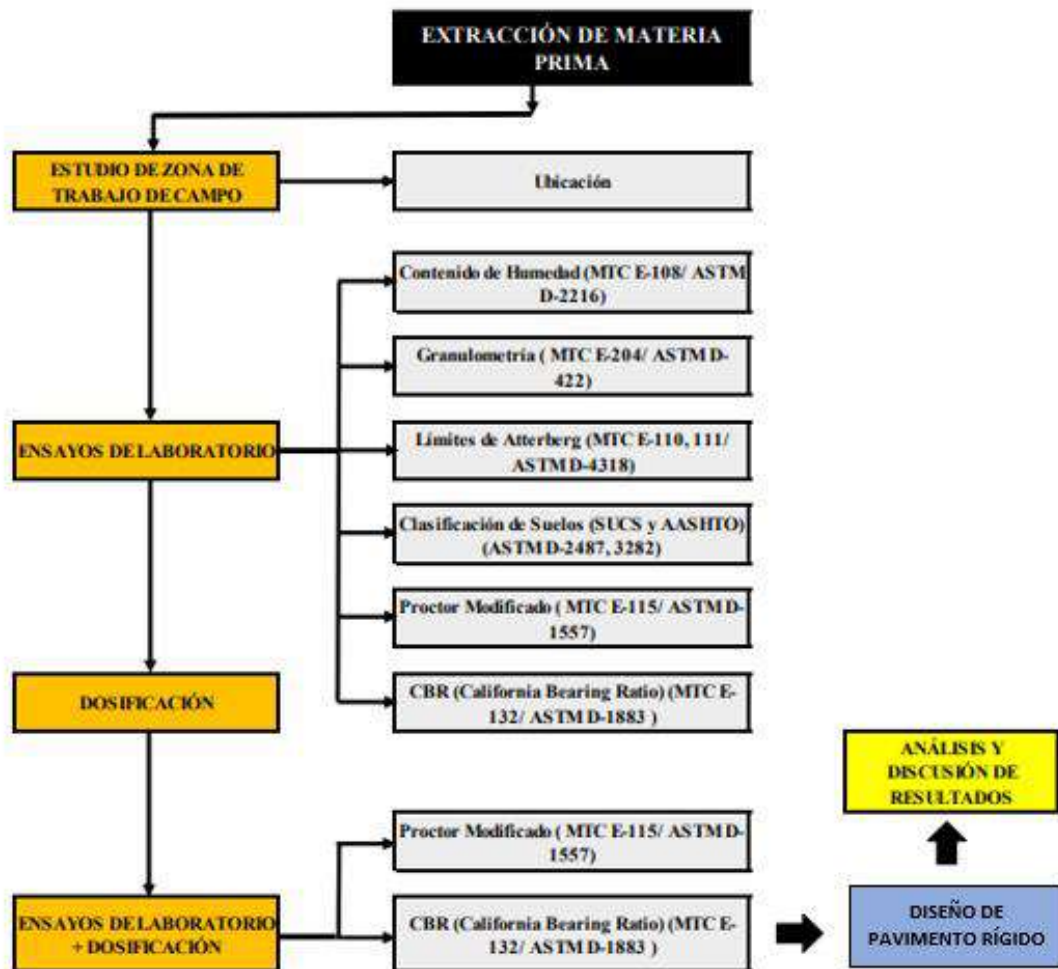 EXTRACCIÓN DE MATERIA
PRIMA
ESTUDIO DE ZONA DE
TRABAJO DE CAMPO
Ubicación
Contenido de Humedad (MTC E-108/ ASTM
D-2216)
Granulometría ( MTC E-204/ ASTM D-
422)
ENSAYOS DE LABORATORIO
Límites de Atterberg (MTC E-110, 111/
ASTM D-4318)
Clasificación de Suelos (SUCS y AASHTO)
(ASTM D-2487, 3282)
Proctor Modificado ( MTC E-115/ ASTM D-
1557)
DOSIFICACIÓN
CBR (California Bearing Ratio) (MTC E-
132/ ASTM D-1883 )
Proctor Modificado ( MTC E-115/ ASTM D-
1557)
ENSAYOS DE LABORATORIO
+ DOSIFICACIÓN
CBR (California Bearing Ratio) (MTC E-
132/ ASTM D-1883 )
DISEÑO DE
PAVIMENTO RÍGIDO
ANÁLISIS Y
DISCUSIÓN DE
RESULTADOS